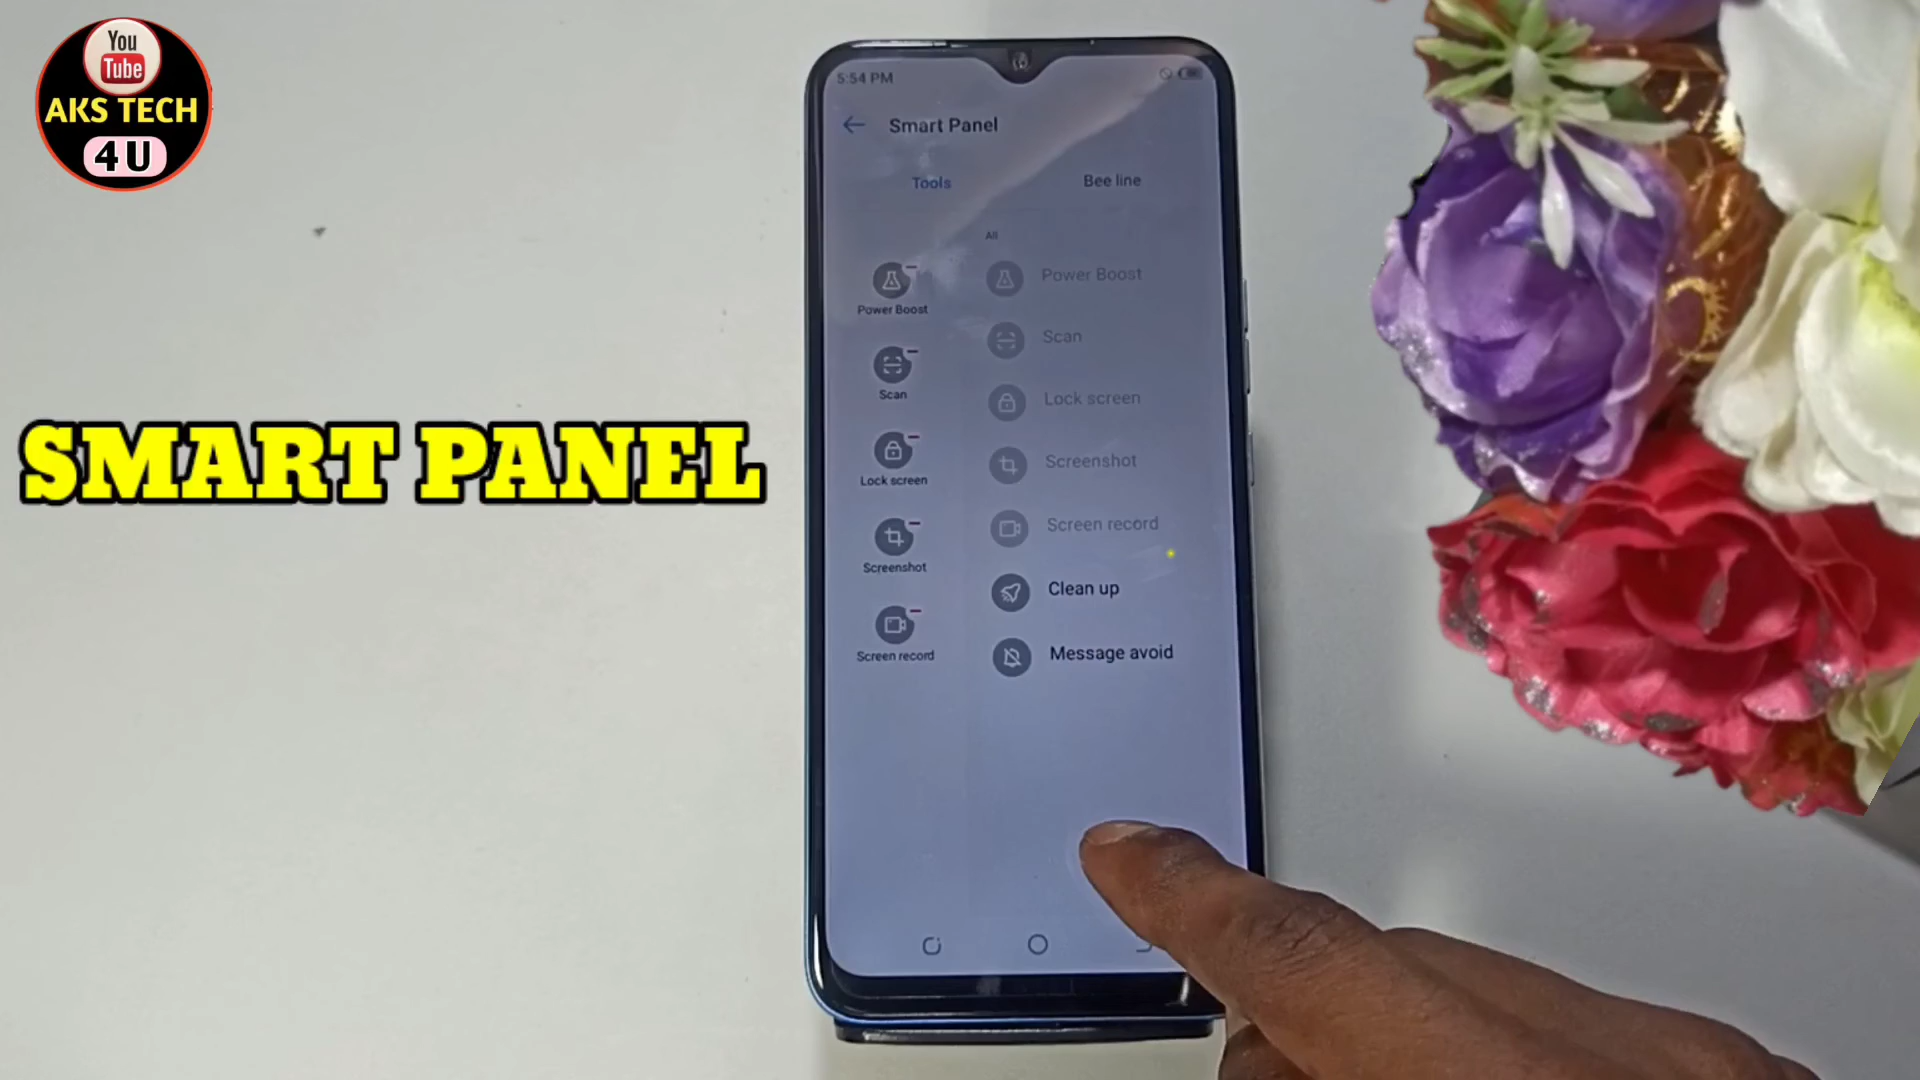 You
Tube
AKS TECH
4 U
SMART PANEL
5:54 PM
Smart Panel
Tools
Bee line
All
Power Boost
Scan
Lock screen
Screenshot
Screen record
Power Boost
Scan
Lock screen
Screenshot
Screen record
Clean up
Message avoid